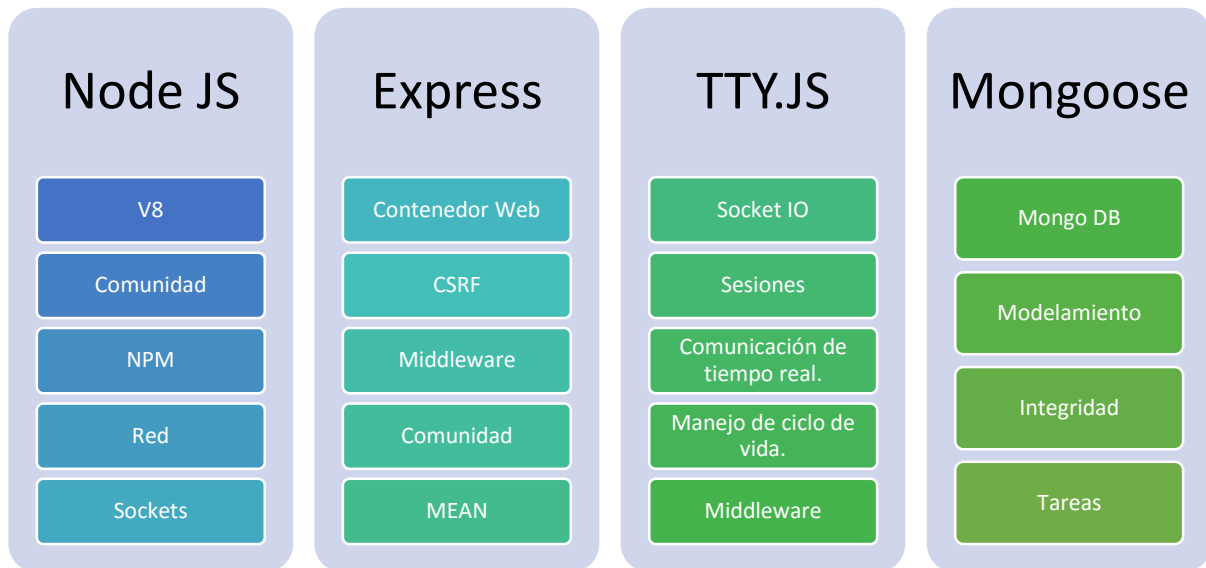 Node JS
V8
Comunidad
NPM
Red
Sockets
Express
Contenedor Web
CSRF
Middleware
Comunidad
MEAN
TTY.JS
Socket IO
Sesiones
Comunicación de
tiempo real.
Manejo de ciclo de
vida.
Middleware
Mongoose
Mongo DB
Modelamiento
Integridad
Tareas